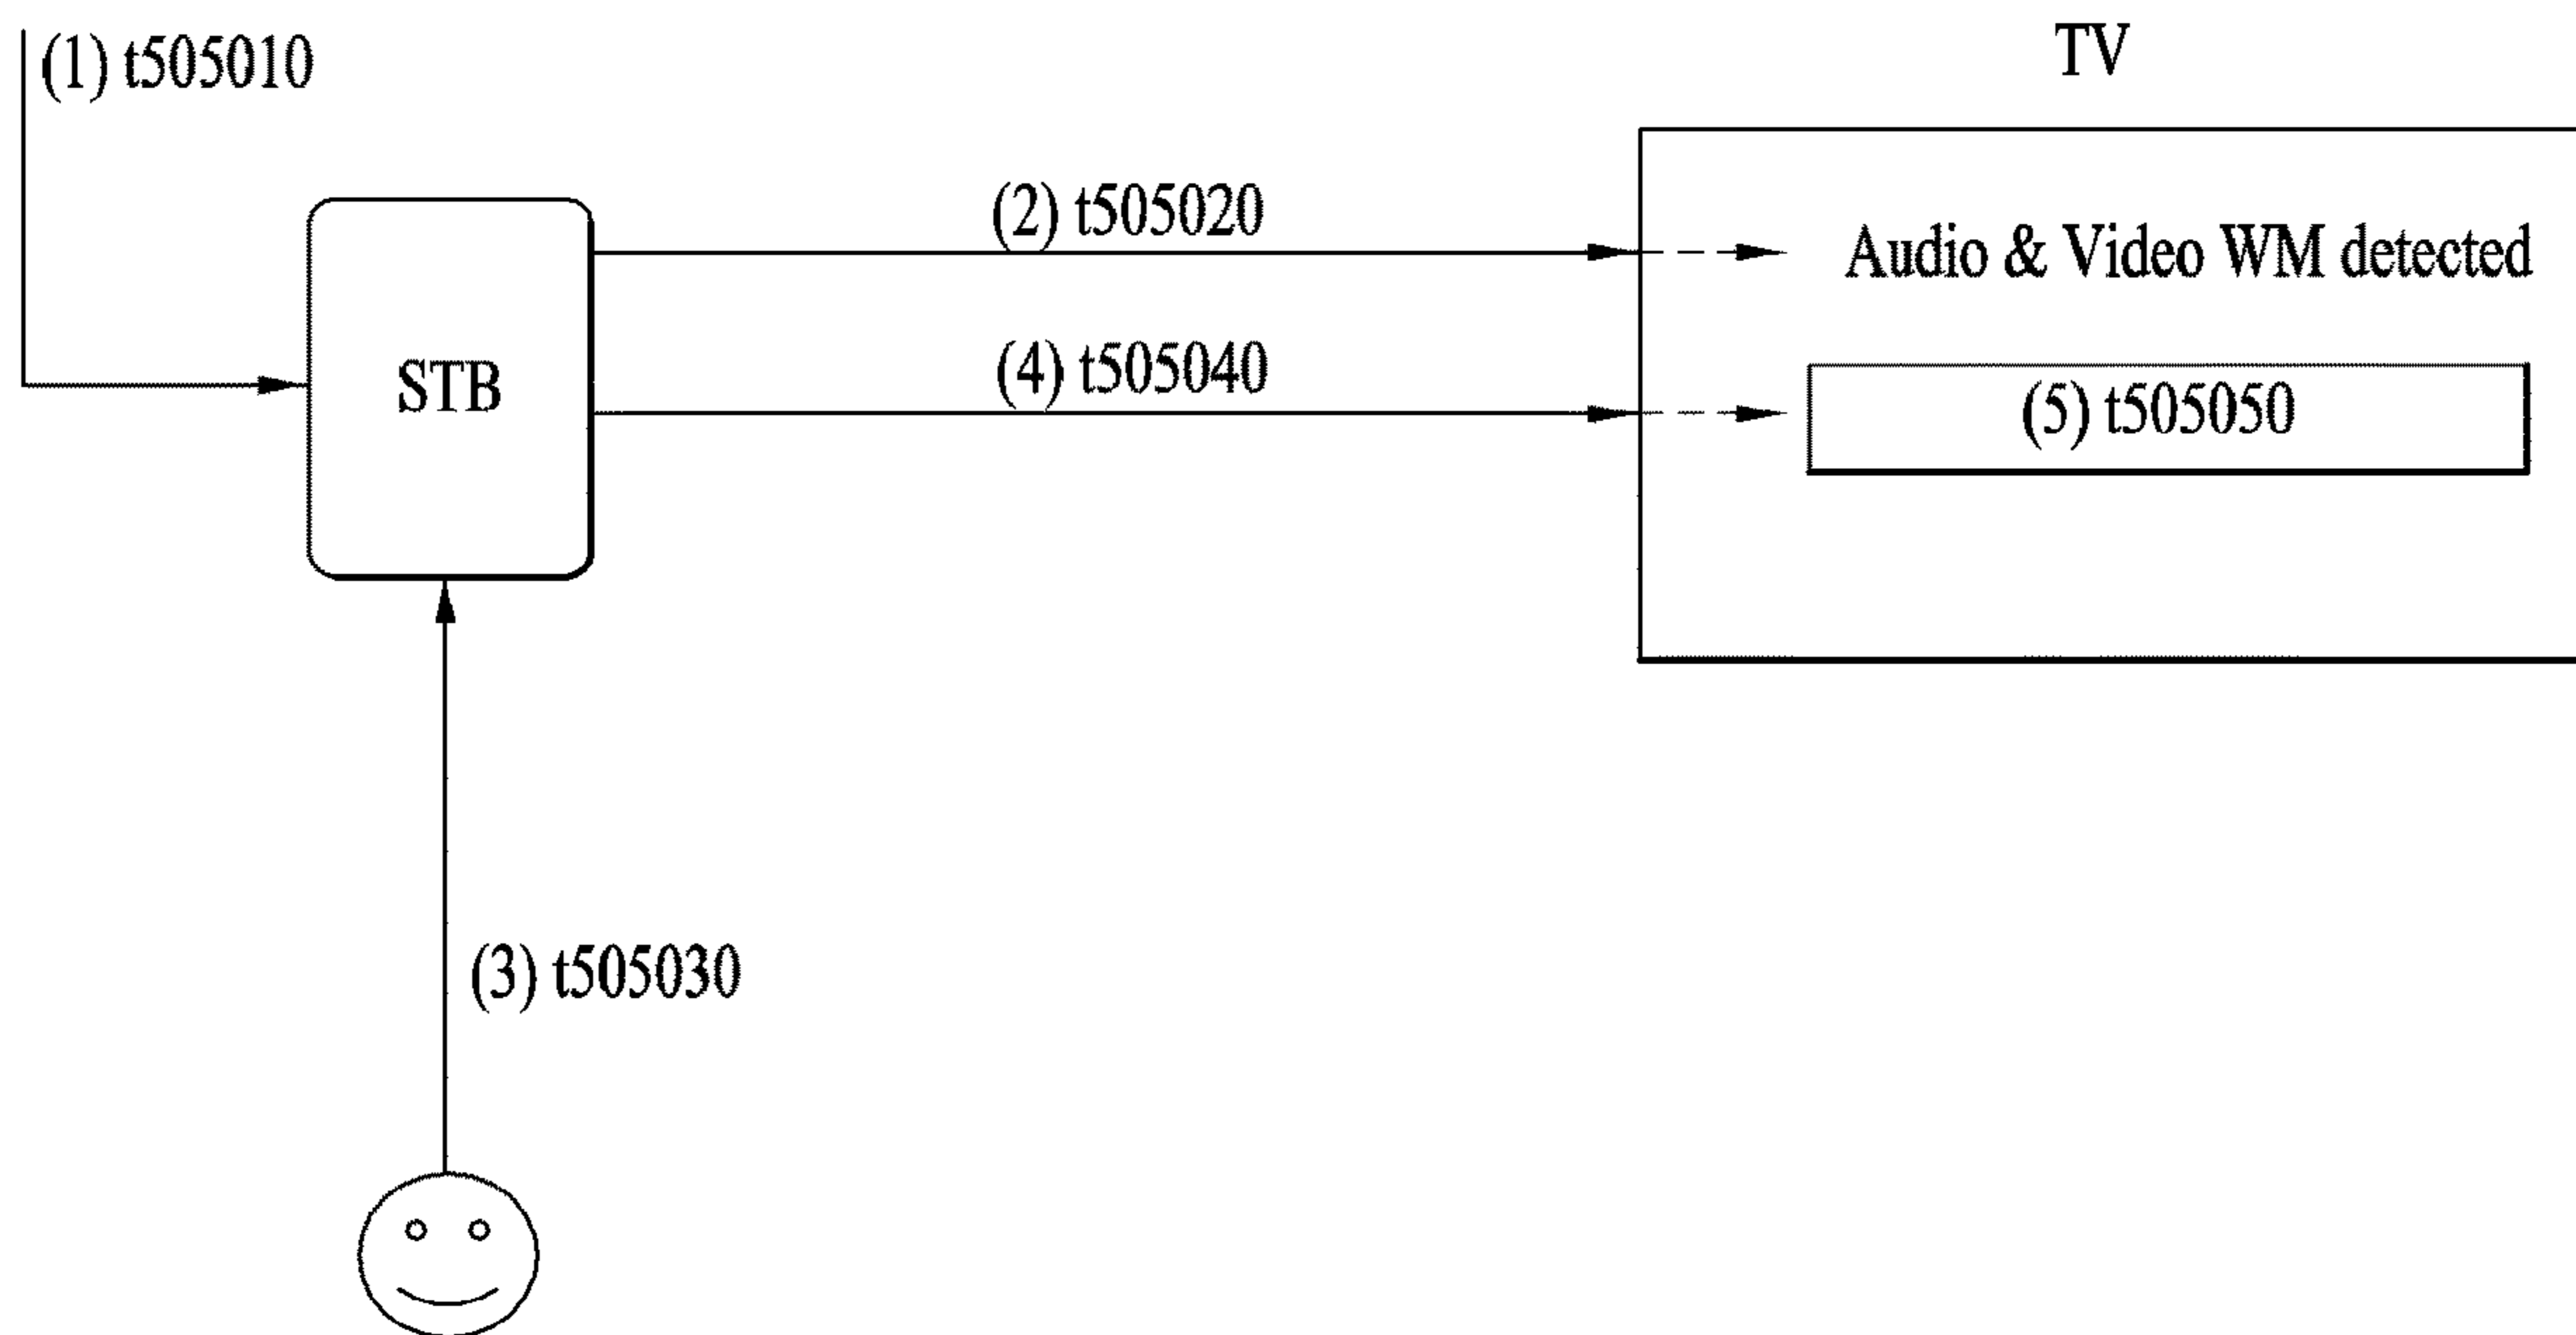 (1) t505010
TV
(2) t505020
Audio & Video WM detected
STB
(4) t505040
(5) t505050
(3) t505030